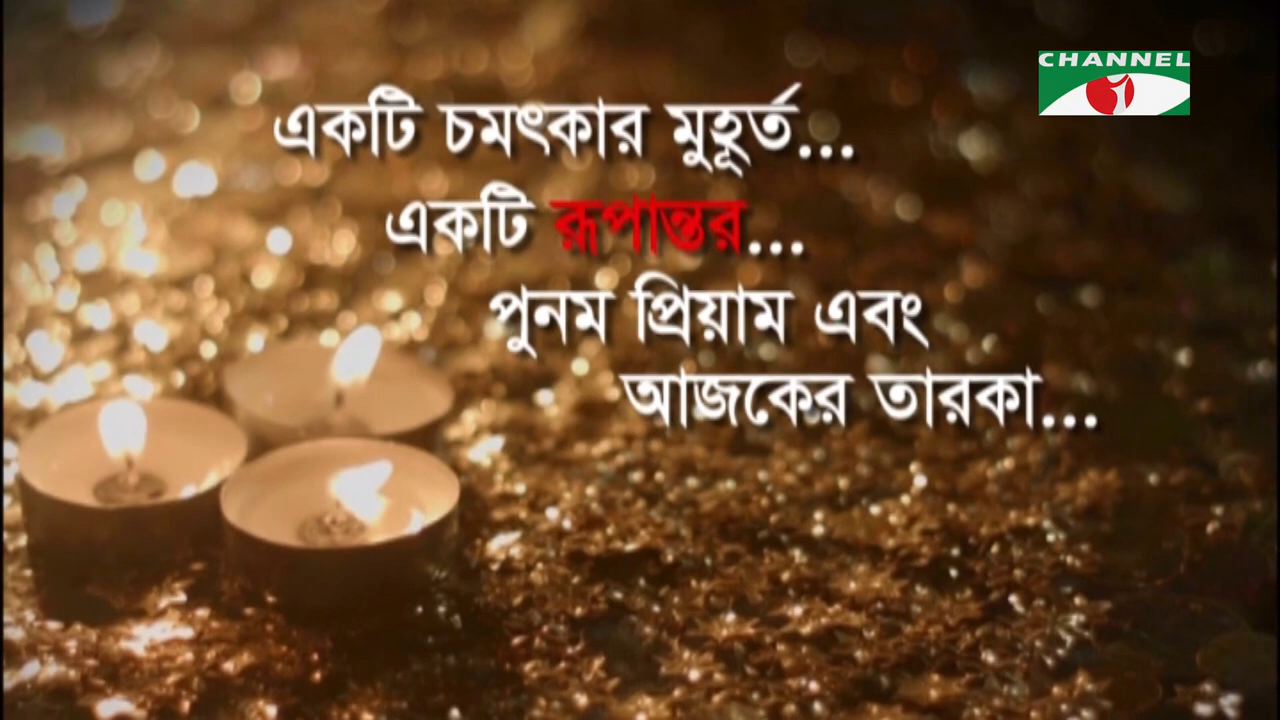 CHANNEL
একটি চমৎকার মুহূর্ত...
একটি রূপান্তর...
পুনম প্রিয়াম এবং
আজকের তারকা...